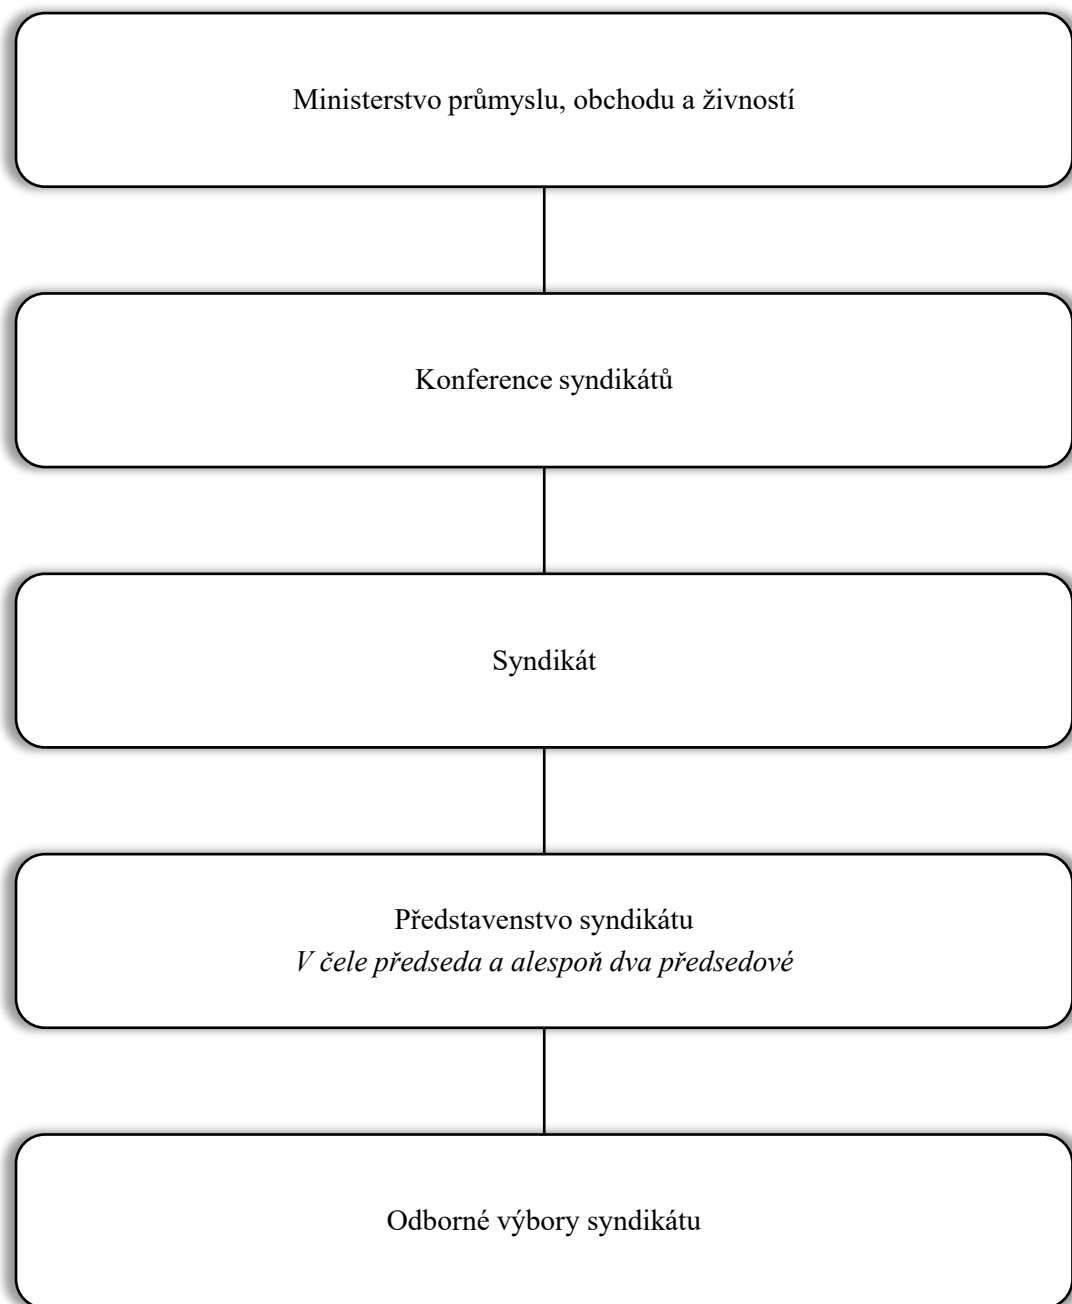 Ministerstvo průmyslu, obchodu a živností
Konference syndikátů
Syndikát
Představenstvo syndikátu
V čele předseda a alespoň dva předsedové
Odborné výbory syndikátu